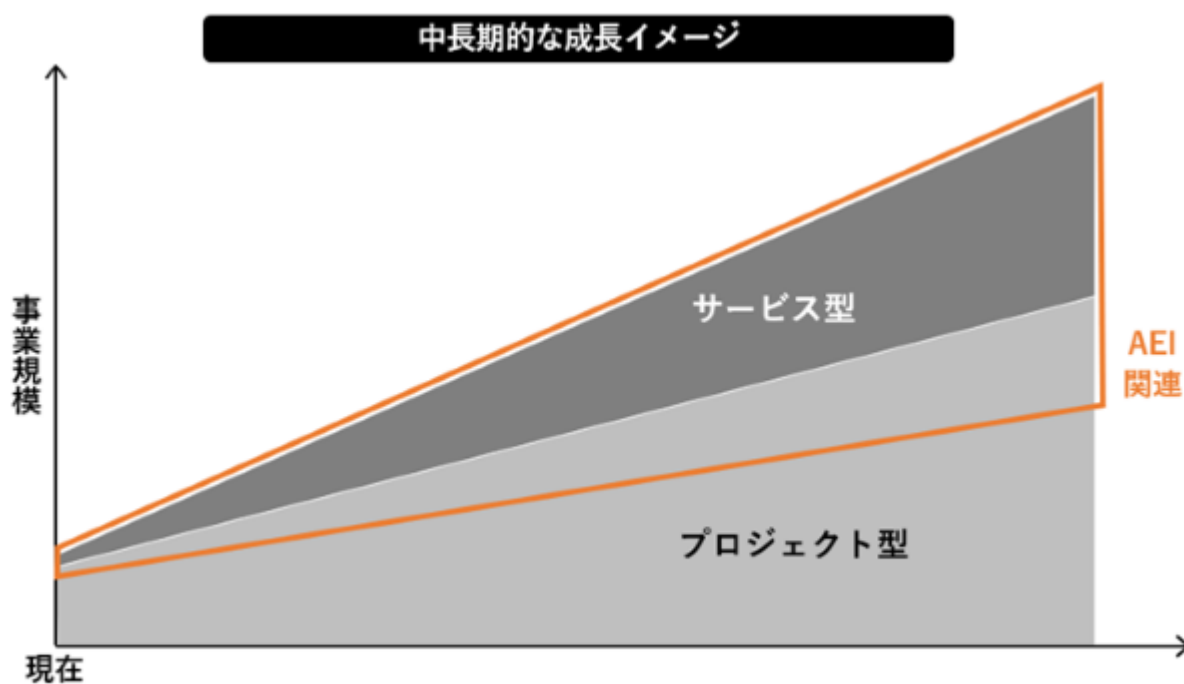 中長期的な成長イメージ
事業規模
サービス型
AEI
関連
プロジェクト型
現在